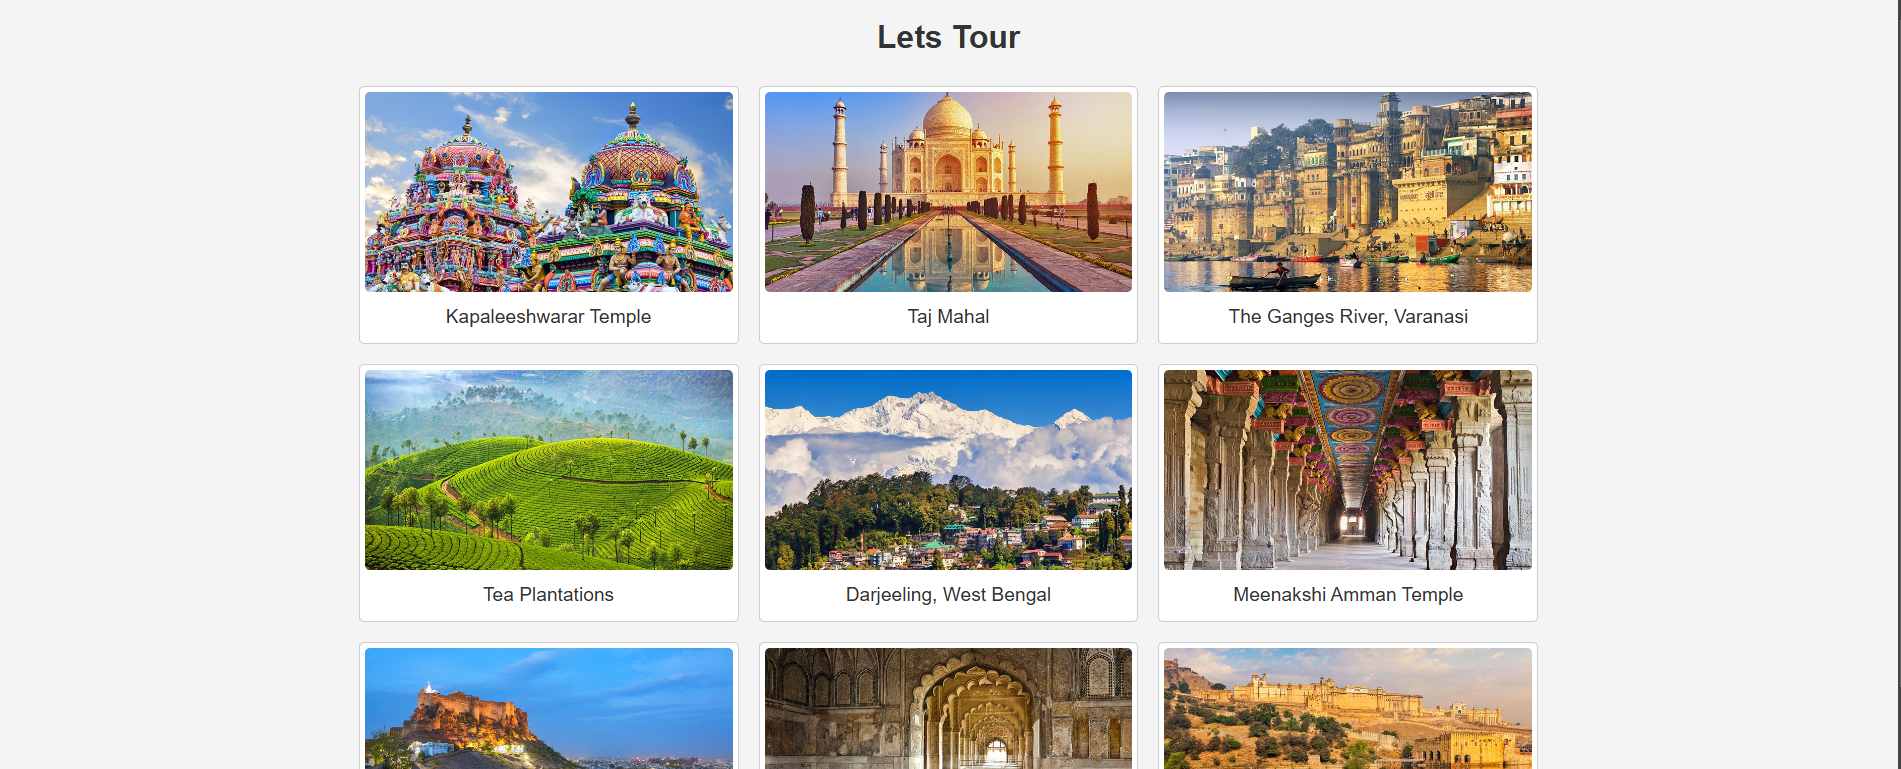 Lets Tour
Kapaleeshwarar Temple
Taj Mahal
The Ganges River, Varanasi
Tea Plantations
Darjeeling, West Bengal
Meenakshi Amman Temple